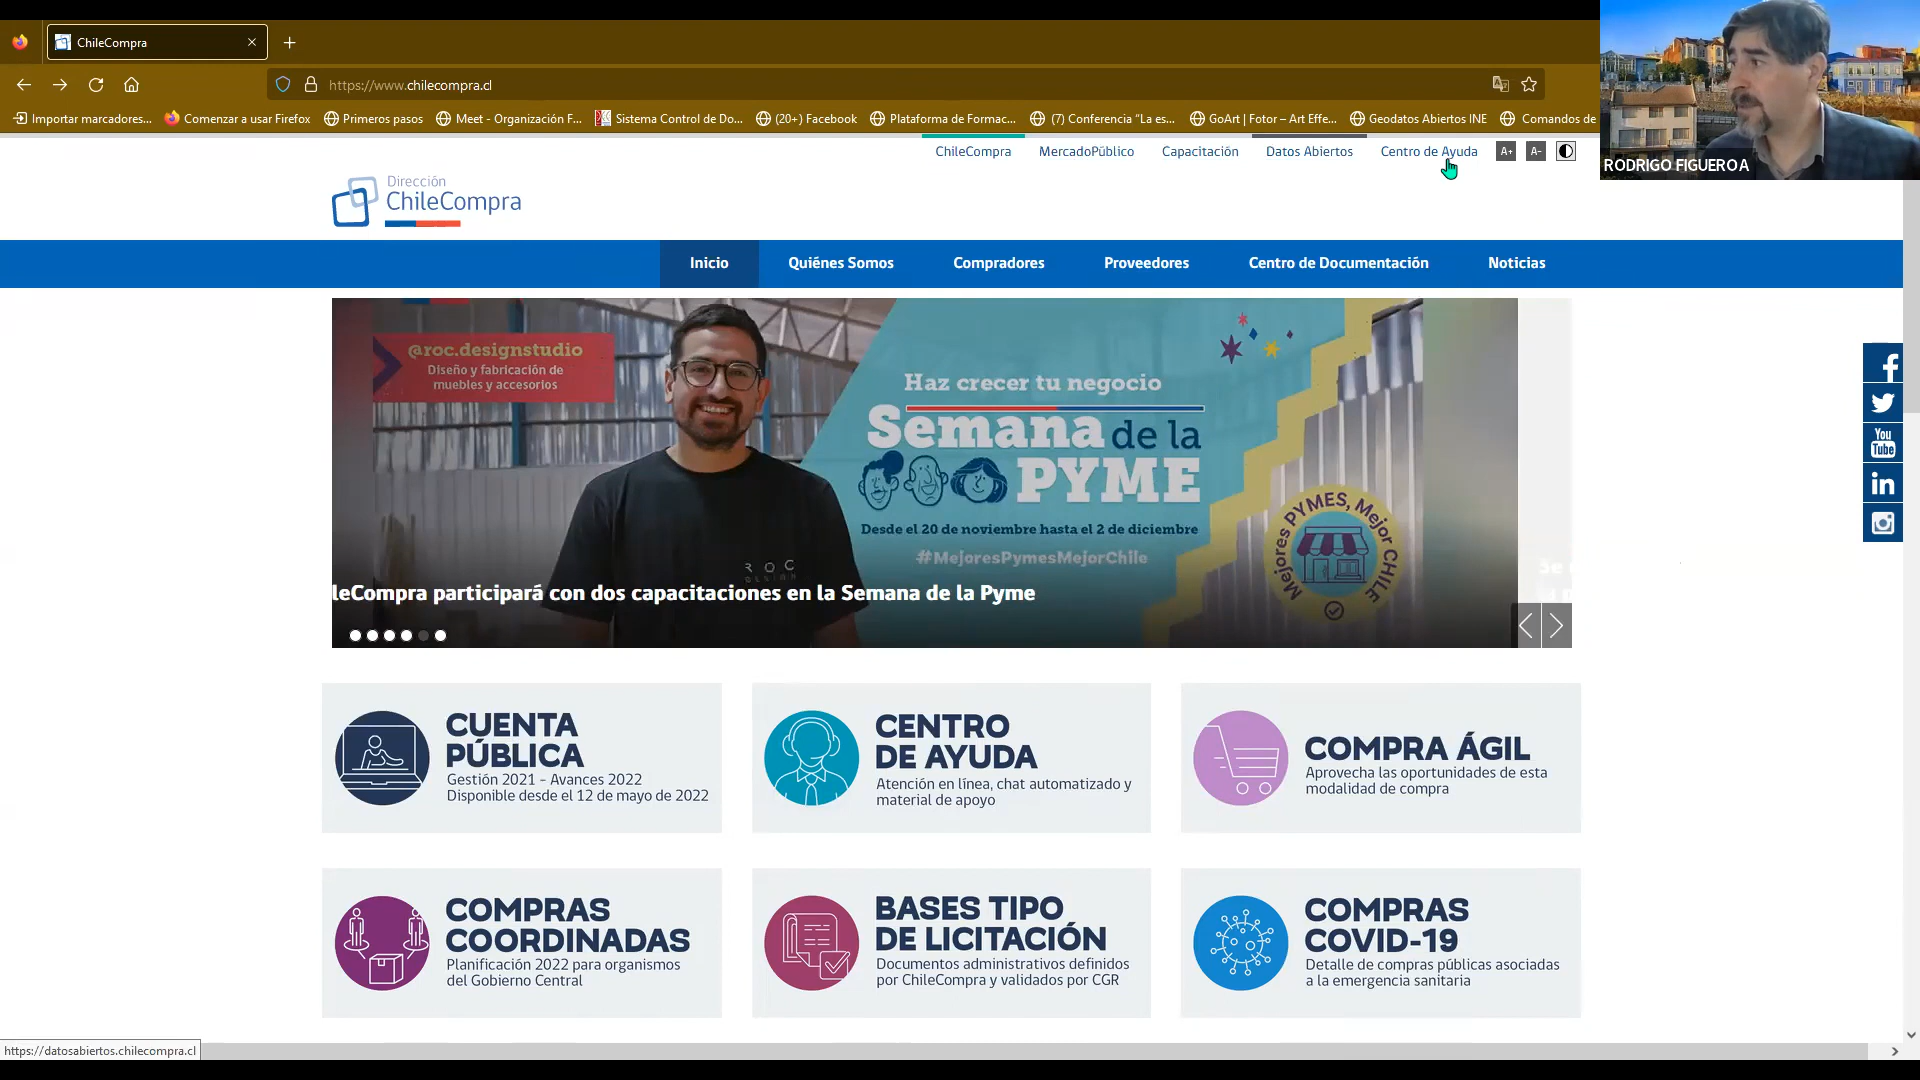 ChileCompra
https://www.chilecompra.cl
Importar marcadores...
Comenzar a usar Firefox
Primeros pasos
Meet - Organización F...
Sistema Control de Do...
(20+) Facebook
Plataforma de Formac...
(7) Conferencia “La es...
GoArt | Fotor – Art Effe...
Geodatos Abiertos INE
Comandos de
RODRIGO FIGUEROA
ChileCompra
MercadoPúblico
Capacitación
Datos Abiertos
Centro de Ayuda
A+
A-
Dirección
ChileCompra
Inicio
Quiénes Somos
Compradores
Proveedores
Centro de Documentación
Noticias
@roc.designstudio
Diseño y fabricación de
muebles y accesorios
Haz crecer tu negocio
Semana de la
PYME
Desde el 20 de noviembre hasta el 2 de diciembre
#MejoresPymesMejorChile
Mejores PYMES, Mejor CHILE
ROC
DESIGN
leCompra participará con dos capacitaciones en la Semana de la Pyme
Se
You
Tube
in
CUENTA
PÚBLICA
Gestión 2021 - Avances 2022
Disponible desde el 12 de mayo de 2022
CENTRO
DE AYUDA
Atención en línea, chat automatizado y
material de apoyo
COMPRA ÁGIL
Aprovecha las oportunidades de esta
modalidad de compra
COMPRAS
COORDINADAS
Planificación 2022 para organismos
del Gobierno Central
BASES TIPO
DE LICITACIÓN
Documentos administrativos definidos
por ChileCompra y validados por CGR
COMPRAS
COVID-19
Detalle de compras públicas asociadas
a la emergencia sanitaria
https://datosabiertos.chilecompra.cl